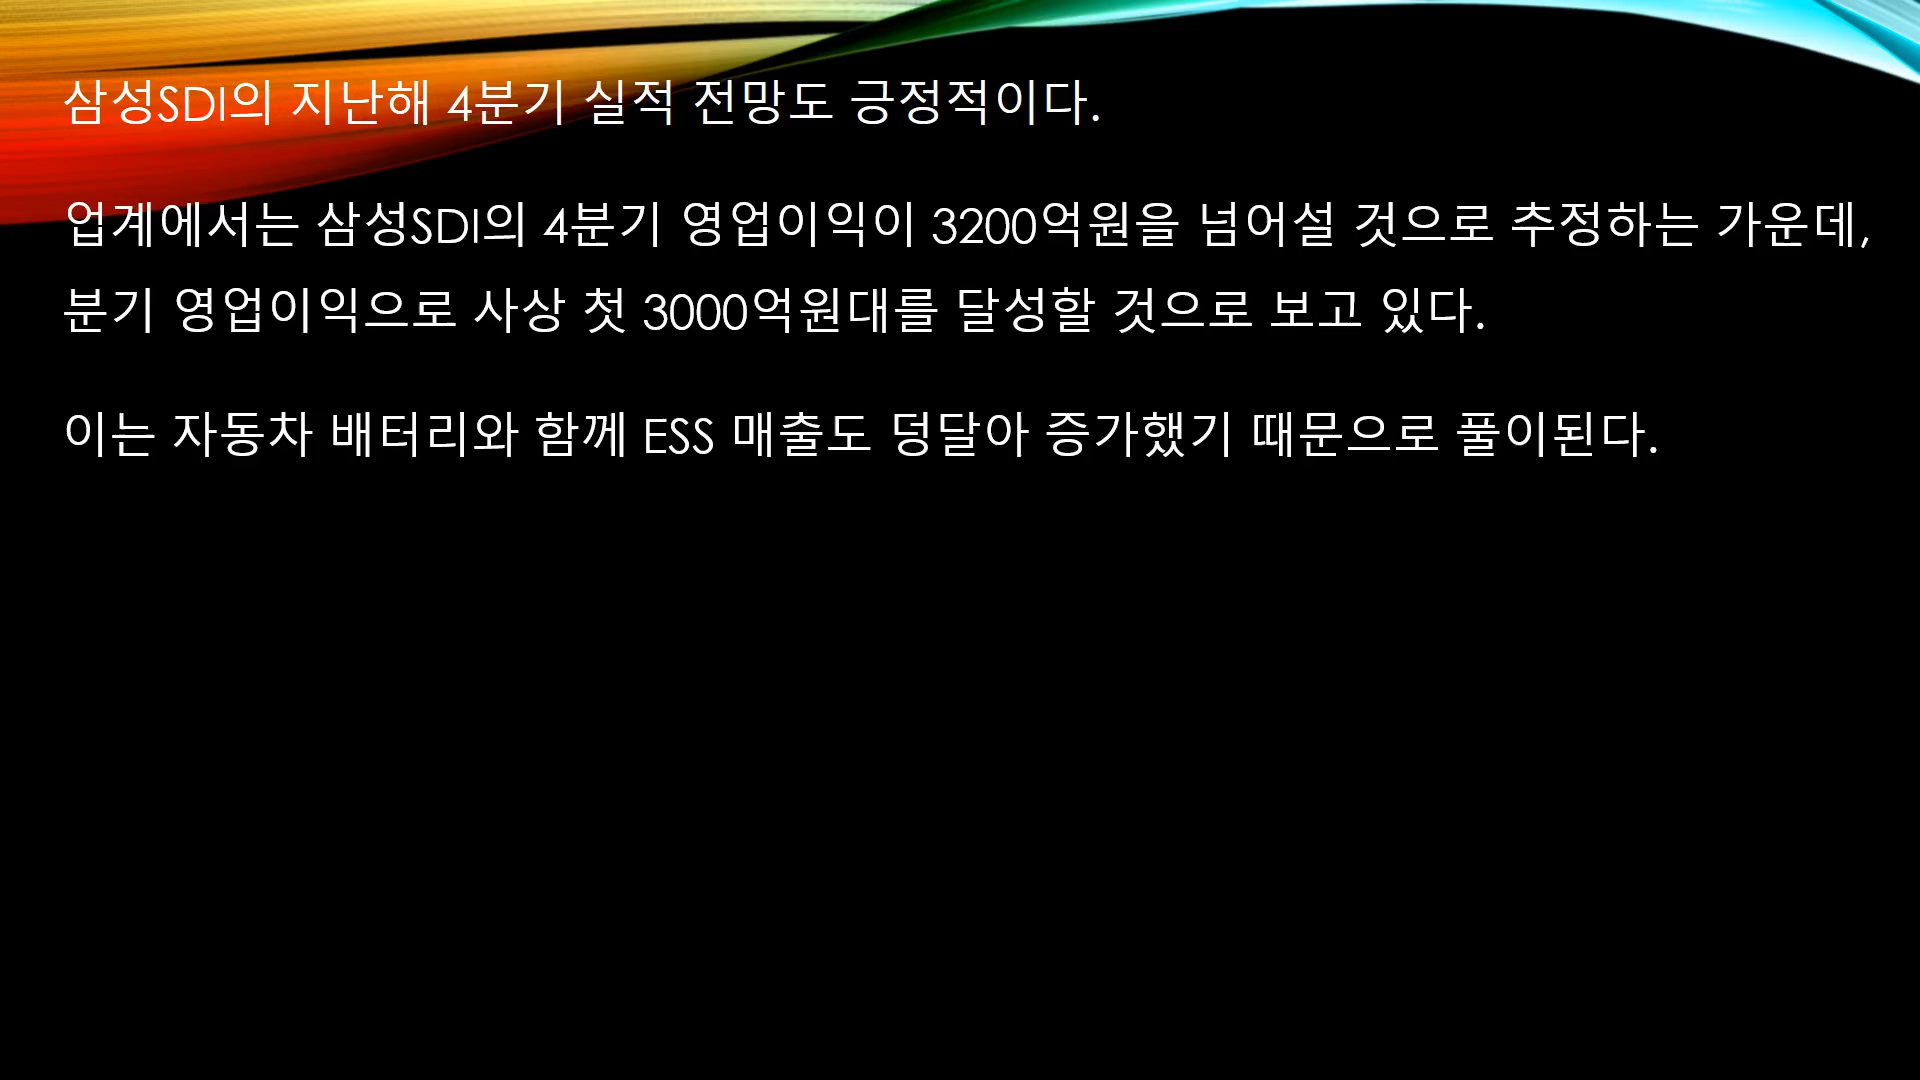 삼성SDI의 지난해 4분기 실적 전망도 긍정적이다.
업계에서는 삼성SDI의 4분기 영업이익이 3200억원을 넘어설 것으로 추정하는 가운데,
분기 영업이익으로 사상 첫 3000억원대를 달성할 것으로 보고 있다.
이는 자동차 배터리와 함께 ESS 매출도 덩달아 증가했기 때문으로 풀이된다.